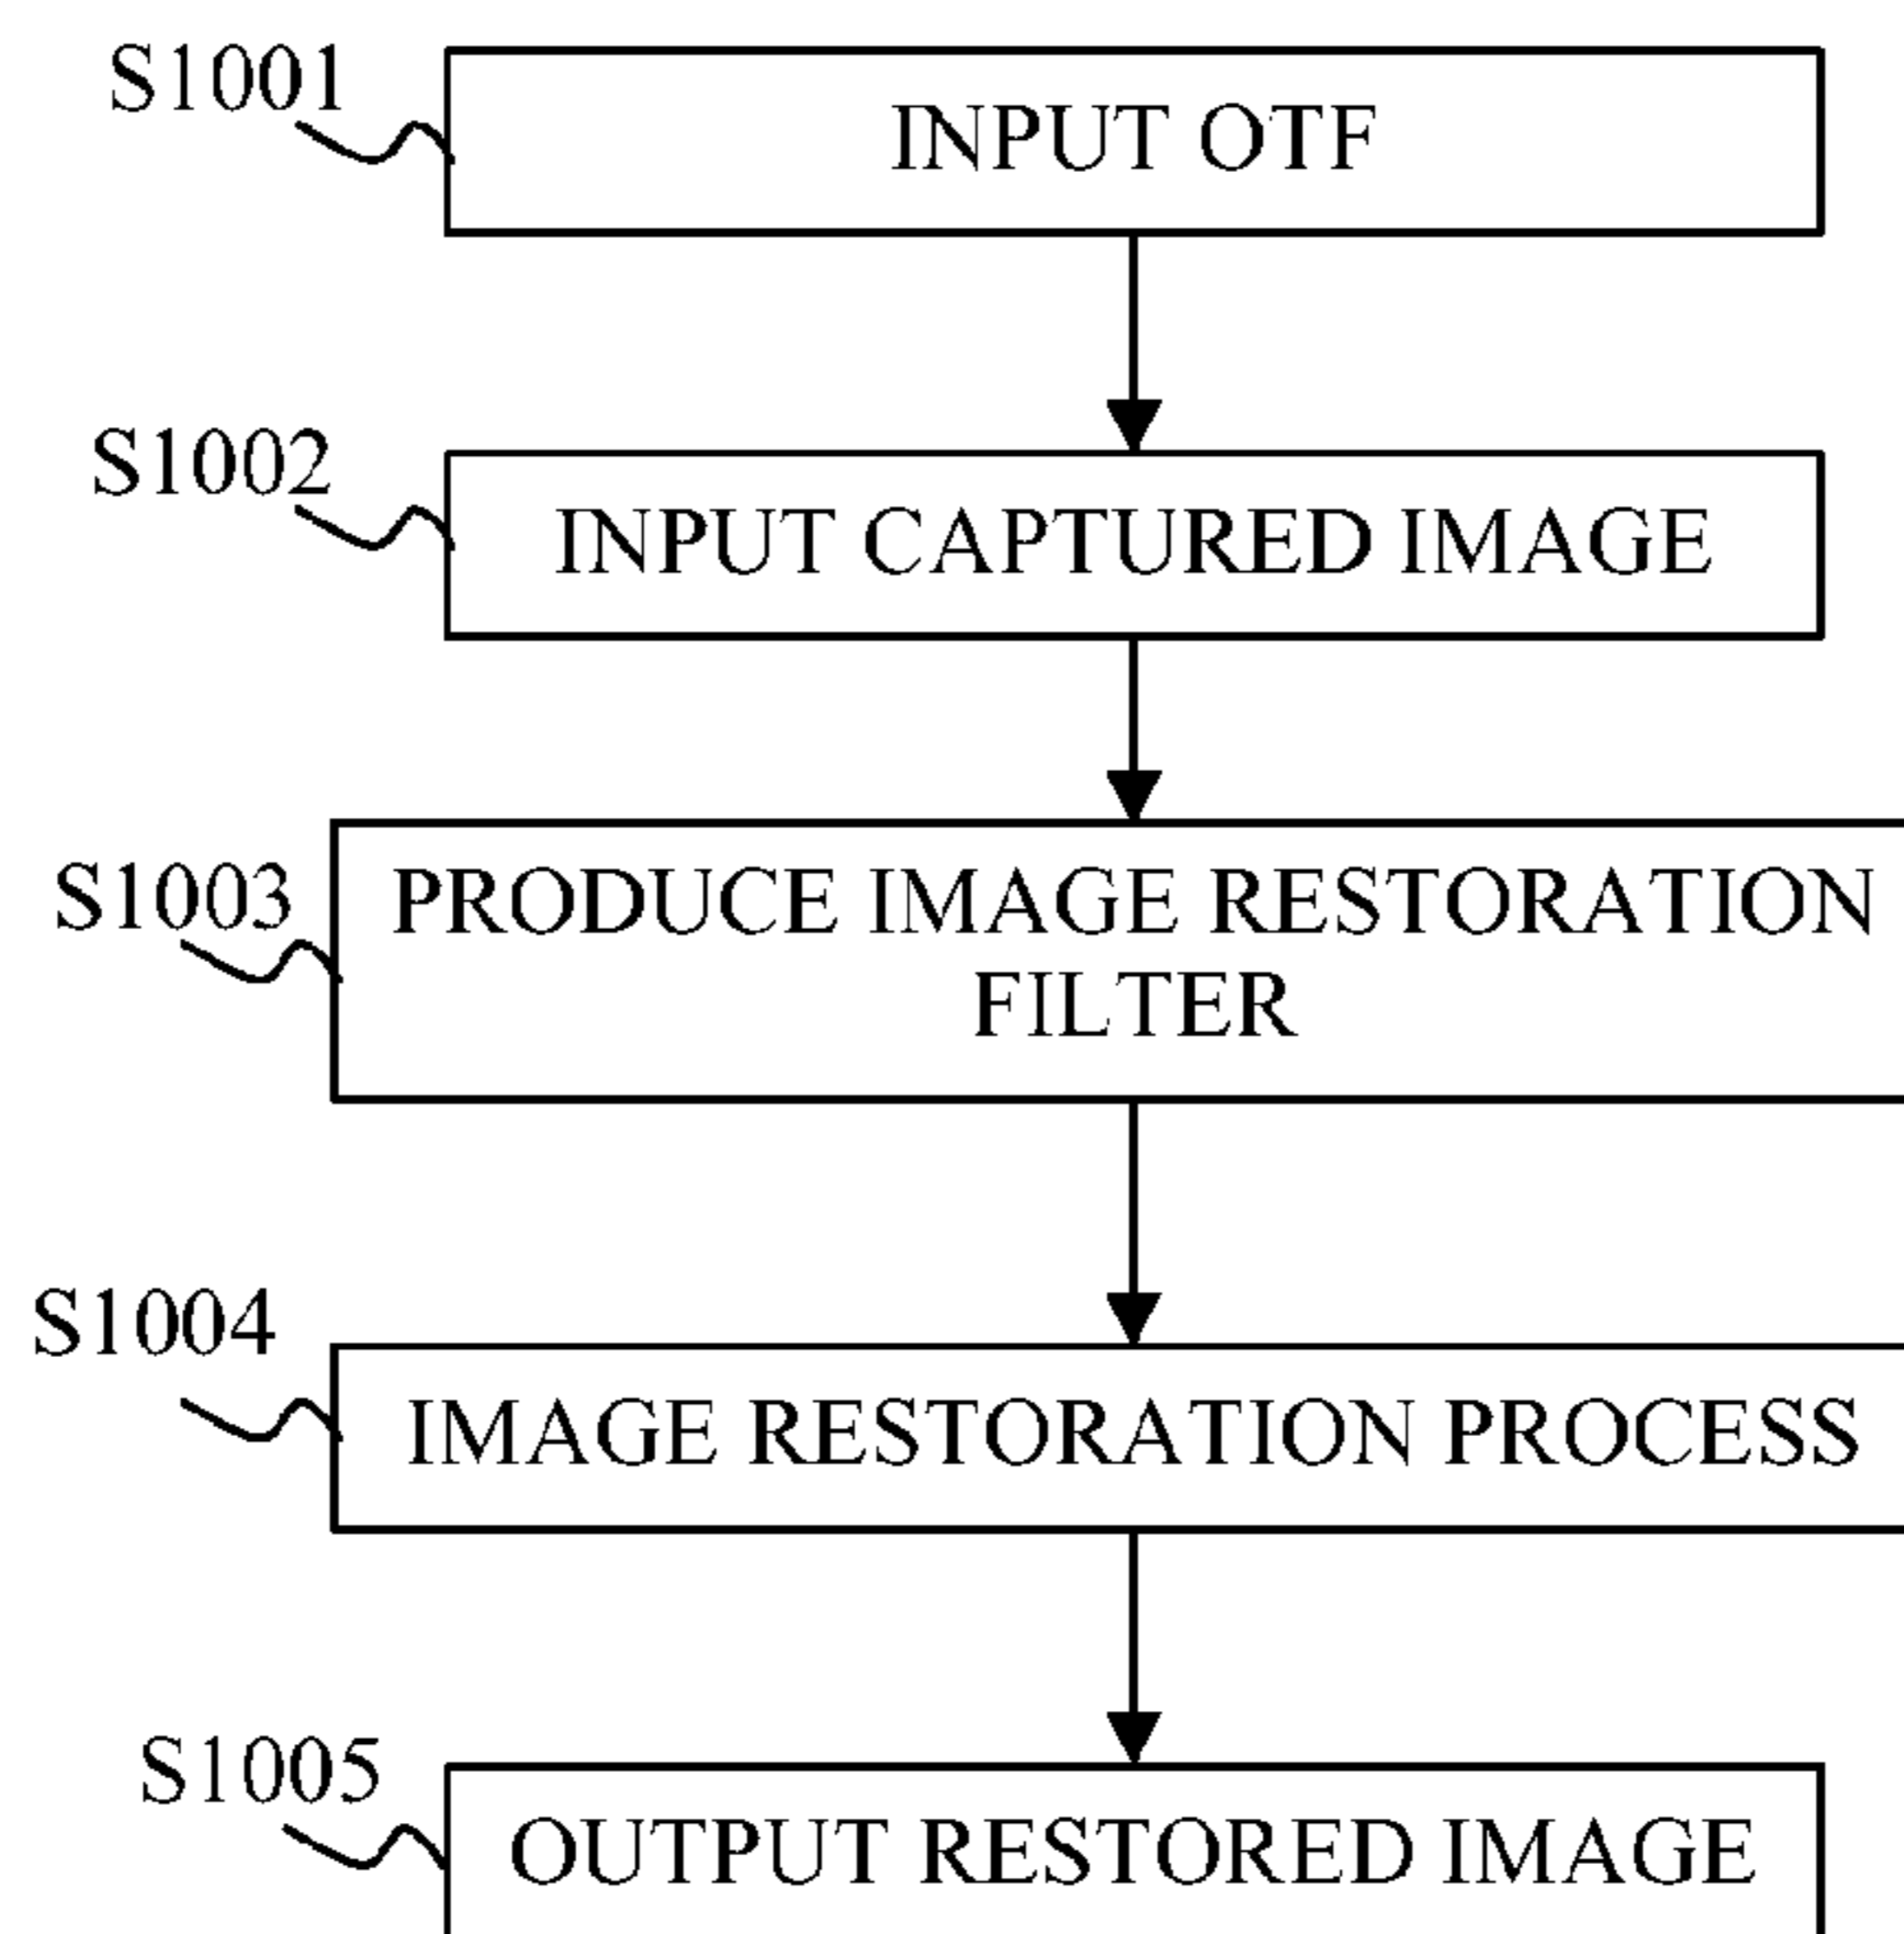 S1001
INPUT OTF
S1002
INPUT CAPTURED IMAGE
S1003
PRODUCE IMAGE RESTORATION
FILTER
S1004
IMAGE RESTORATION PROCESS
S1005
OUTPUT RESTORED IMAGE